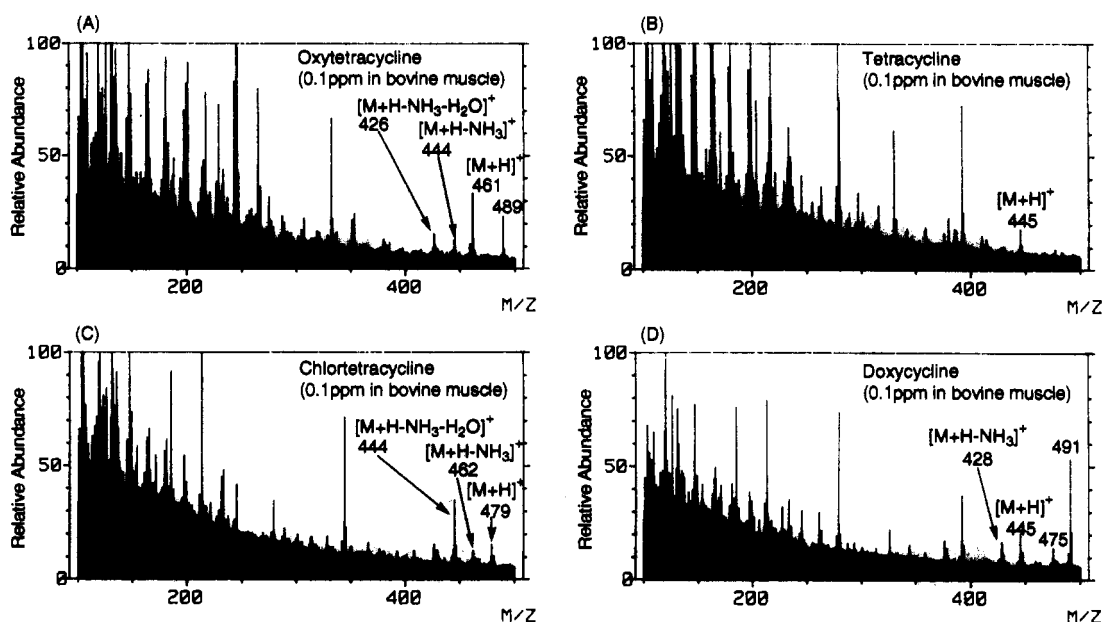 (A)
Relative Abundance
100
50
0
Oxytetracycline
(0.1ppm in bovine muscle)
[M+H-NH₃-H₂O]⁺
426
[M+H-NH₃]⁺
444
[M+H]⁺
461
489
200
400
M/Z
(B)
Relative Abundance
100
50
0
Tetracycline
(0.1ppm in bovine muscle)
[M+H]⁺
445
200
400
M/Z
(C)
Relative Abundance
100
50
0
Chlortetracycline
(0.1ppm in bovine muscle)
[M+H-NH₃-H₂O]⁺
444
[M+H-NH₃]⁺
462
[M+H]⁺
479
200
400
M/Z
(D)
Relative Abundance
100
50
0
Doxycycline
(0.1ppm in bovine muscle)
[M+H-NH₃]⁺
428
[M+H]⁺
445
475
491
200
400
M/Z